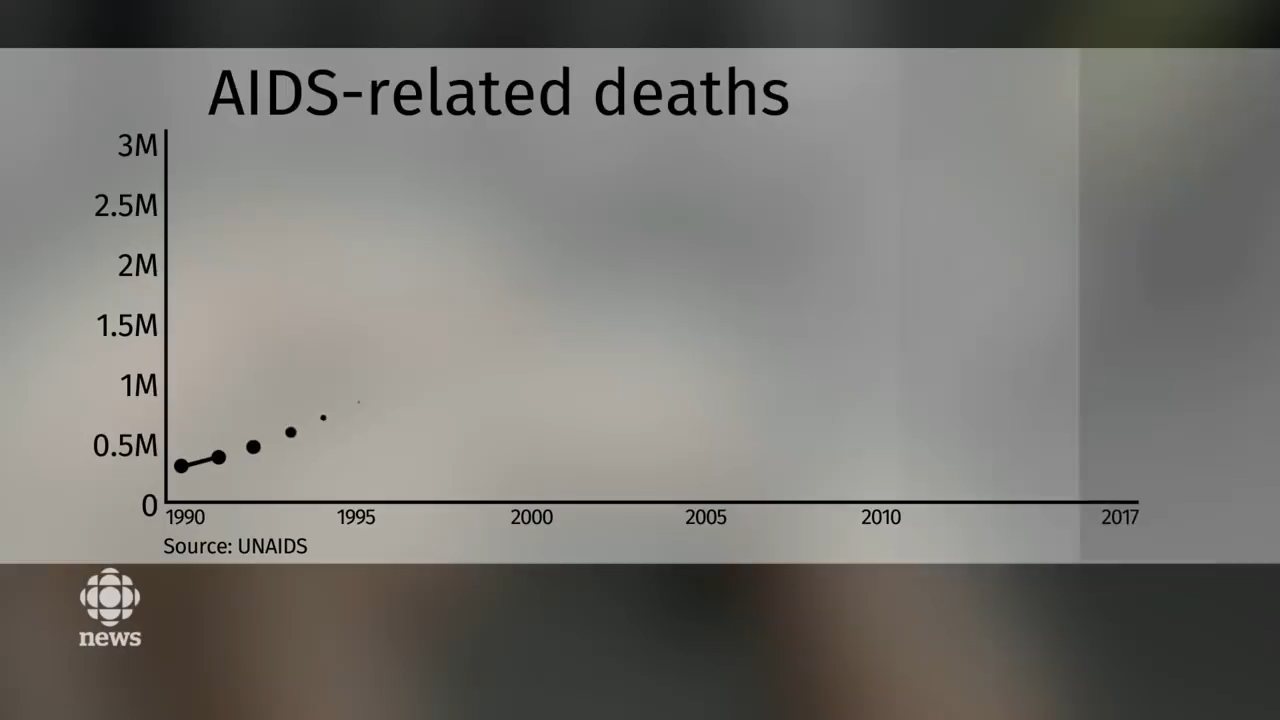 AIDS-related deaths
3M
2.5M
2M
1.5M
1M
0.5M
0
1990 1995 2000 2005 2010 2017
Source: UNAIDS
news